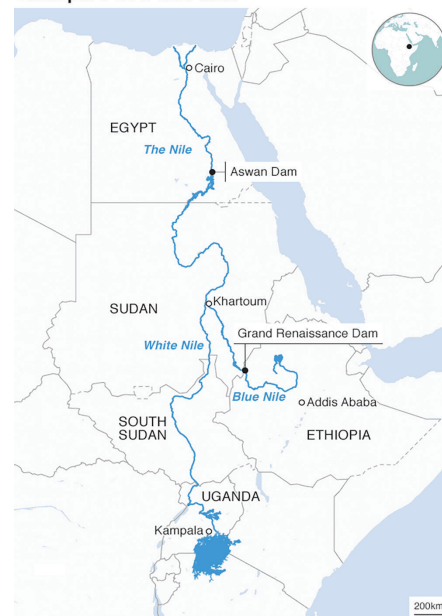 Cairo
EGYPT
The Nile
Aswan Dam
SUDAN
Khartoum
Grand Renaissance Dam
White Nile
Blue Nile
Addis Ababa
SOUTH
SUDAN
ETHIOPIA
UGANDA
Kampala
200km